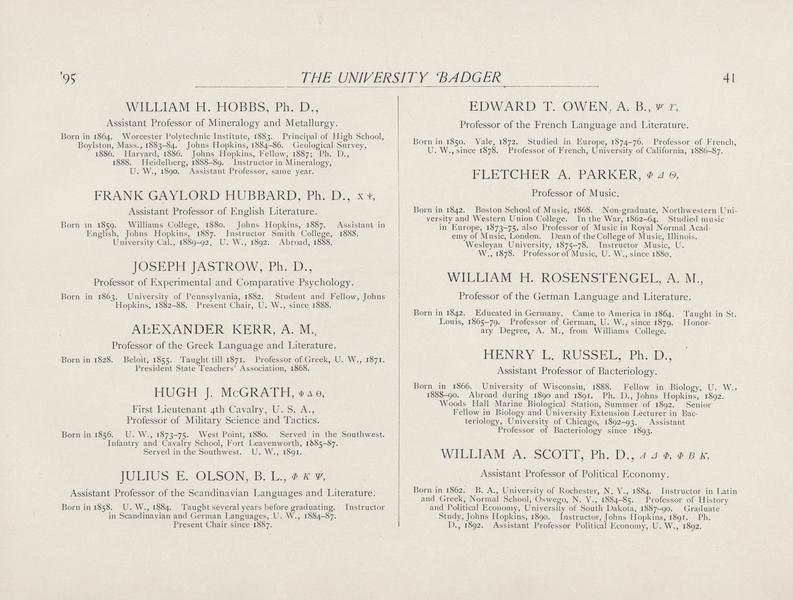 '95
THE UNIVERSITY BADGER
41
WILLIAM H. HOBBS, Ph. D.,
Assistant Professor of Mineralogy and Metallurgy.
Born in 1864. Worcester Polytechnic Institute, 1883. Principal of High School,
Boylston, Mass., 1883–84. Johns Hopkins, 1884–86. Geological Survey,
1886. Harvard, 1886. Johns Hopkins, Fellow, 1887; Ph. D.,
1888. Heidelberg, 1888–89. Instructor in Mineralogy,
U. W., 1890. Assistant Professor, same year.
FRANK GAYLORD HUBBARD, Ph. D., Χ Ψ,
Assistant Professor of English Literature.
Born in 1859. Williams College, 1880. Johns Hopkins, 1887. Assistant in
English, Johns Hopkins, 1887. Instructor Smith College, 1888.
University Cal., 1889–92. U. W., 1892. Abroad, 1888.
JOSEPH JASTROW, Ph. D.,
Professor of Experimental and Comparative Psychology.
Born in 1863. University of Pennsylvania, 1882. Student and Fellow, Johns
Hopkins, 1882–88. Present Chair, U. W., since 1888.
ALEXANDER KERR, A. M.,
Professor of the Greek Language and Literature.
Born in 1828. Beloit, 1855. Taught till 1871. Professor of Greek, U. W., 1871.
President State Teachers' Association, 1868.
HUGH J. McGRATH, Φ Δ Θ,
First Lieutenant 4th Cavalry, U. S. A.,
Professor of Military Science and Tactics.
Born in 1856. U. W., 1873–75. West Point, 1880. Served in the Southwest.
Infantry and Cavalry School, Fort Leavenworth, 1885–87.
Served in the Southwest. U. W., 1891.
JULIUS E. OLSON, B. L., Φ Κ Ψ,
Assistant Professor of the Scandinavian Languages and Literature.
Born in 1858. U. W., 1884. Taught several years before graduating. Instructor
in Scandinavian and German Languages, U. W., 1884–87.
Present Chair since 1887.
EDWARD T. OWEN, A. B., Ψ Υ,
Professor of the French Language and Literature.
Born in 1850. Yale, 1872. Studied in Europe, 1874–76. Professor of French,
U. W., since 1878. Professor of French, University of California, 1886–87.
FLETCHER A. PARKER, Φ Δ Θ,
Professor of Music.
Born in 1842. Boston School of Music, 1868. Non-graduate, Northwestern Uni-
versity and Western Union College. In the War, 1862–64. Studied music
in Europe, 1873–75, also Professor of Music in Royal Normal Acad-
emy of Music, London. Dean of the College of Music, Illinois.
Wesleyan University, 1875–78. Instructor Music, U.
W., 1878. Professor of Music, U. W., since 1880.
WILLIAM H. ROSENSTENGEL, A. M.,
Professor of the German Language and Literature.
Born in 1842. Educated in Germany. Came to America in 1864. Taught in St.
Louis, 1865–79. Professor of German, U. W., since 1879. Honor-
ary Degree, A. M., from Williams College.
HENRY L. RUSSEL, Ph. D.,
Assistant Professor of Bacteriology.
Born in 1866. University of Wisconsin, 1888. Fellow in Biology, U. W.,
1888–90. Abroad during 1890 and 1891. Ph. D., Johns Hopkins, 1892.
Woods Hall Marine Biological Station, Summer of 1892. Senior
Fellow in Biology and University Extension Lecturer in Bac-
teriology, University of Chicago, 1892–93. Assistant
Professor of Bacteriology since 1893.
WILLIAM A. SCOTT, Ph. D., Α Δ Φ, Φ Β Κ,
Assistant Professor of Political Economy.
Born in 1862. B. A., University of Rochester, N. Y., 1884. Instructor in Latin
and Greek, Normal School, Oswego, N. Y., 1884–85. Professor of History
and Political Economy, University of South Dakota, 1887–90. Graduate
Study, Johns Hopkins, 1890. Instructor, Johns Hopkins, 1891. Ph.
D., 1892. Assistant Professor Political Economy, U. W., 1892.